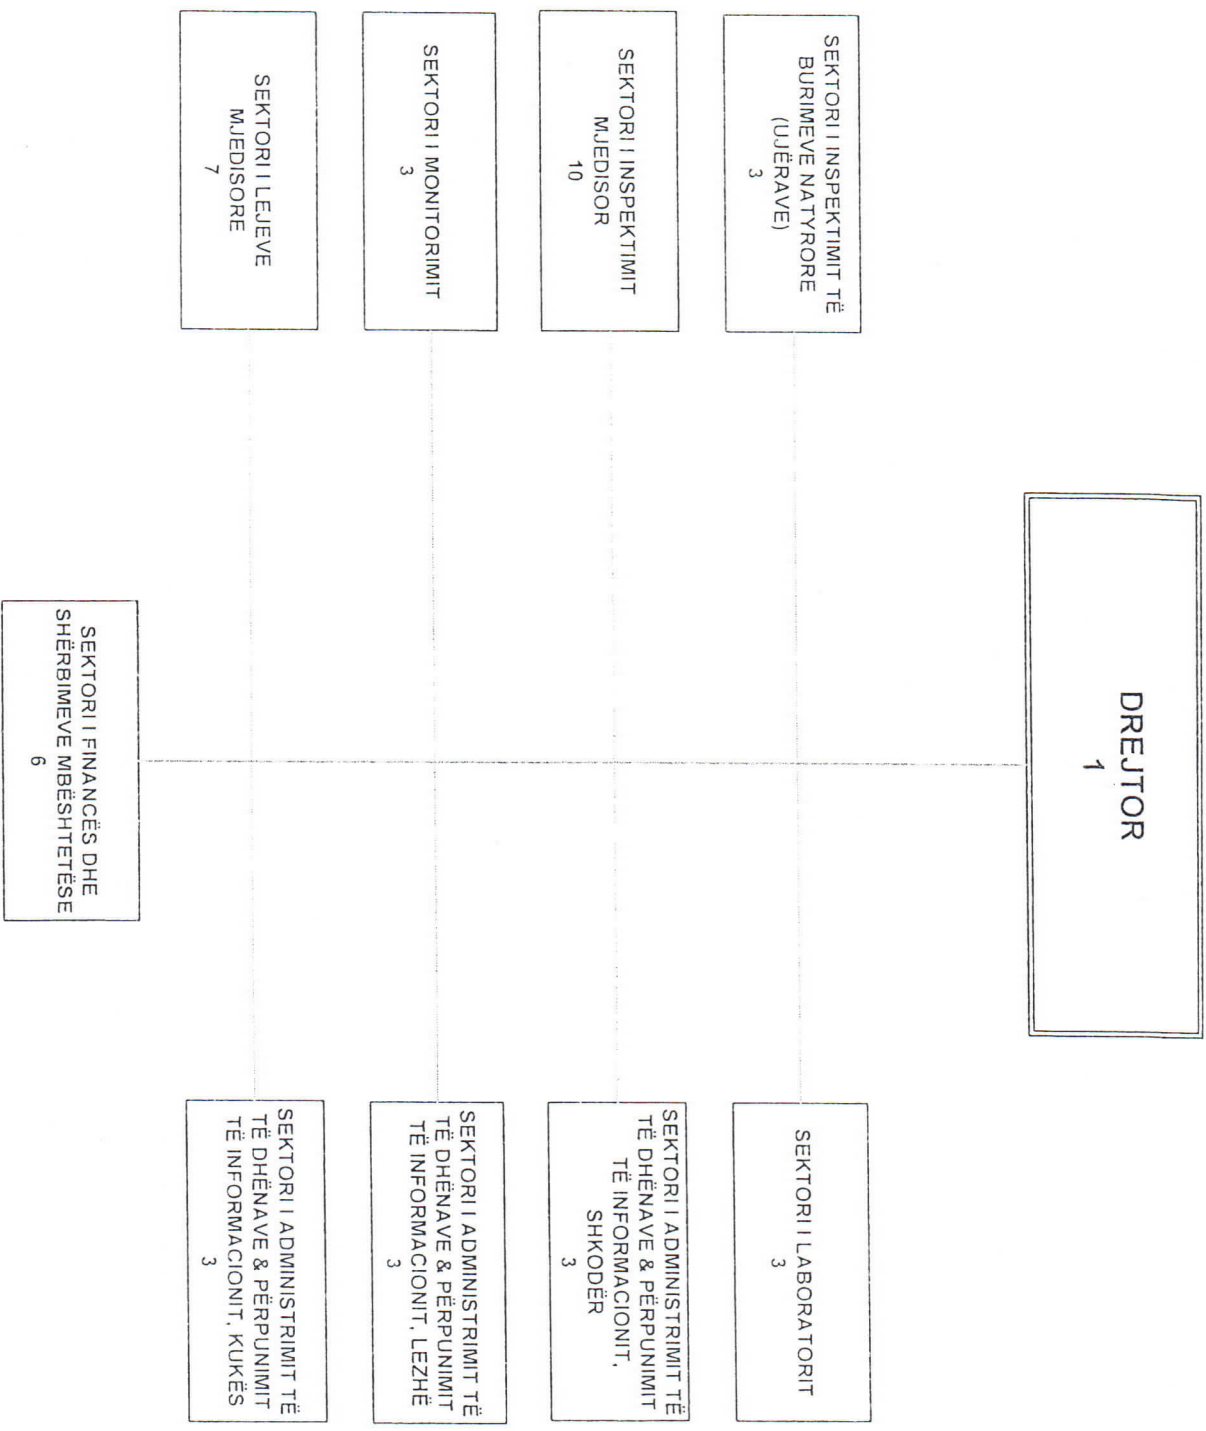 DREJTOR
1
SEKTORI I INSPEKTIMIT TË
BURIMEVE NATYRORE
(UJËRAVE)
3
SEKTORI I LABORATORIT
3
SEKTORI I INSPEKTIMIT
MJEDISOR
10
SEKTORI I ADMINISTRIMIT TË
TË DHËNAVE & PËRPUNIMIT
TË INFORMACIONIT,
SHKODËR
3
SEKTORI I MONITORIMIT
3
SEKTORI I ADMINISTRIMIT TË
TË DHËNAVE & PËRPUNIMIT
TË INFORMACIONIT, LEZHË
3
SEKTORI I LEJEVE
MJEDISORE
7
SEKTORI I ADMINISTRIMIT TË
TË DHËNAVE & PËRPUNIMIT
TË INFORMACIONIT, KUKËS
3
SEKTORI I FINANCËS DHE
SHËRBIMEVE MBËSHTETËSE
6